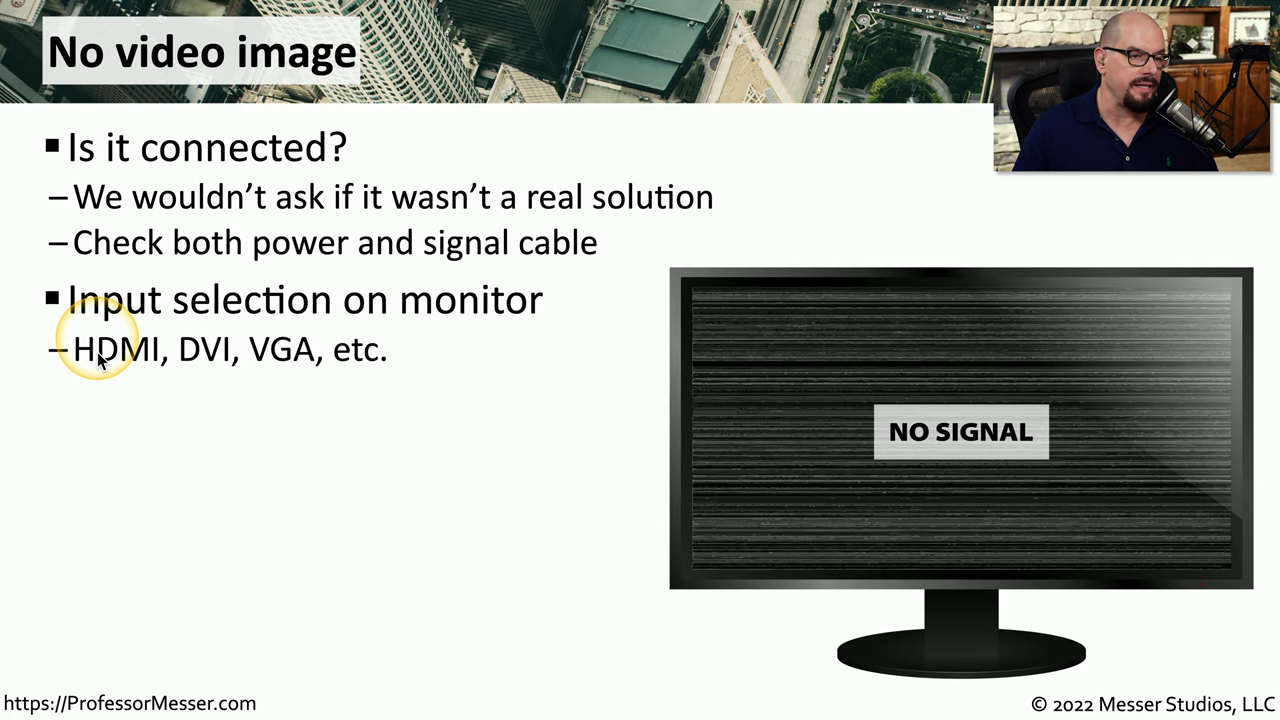 No video image
▪ Is it connected?
– We wouldn't ask if it wasn't a real solution
– Check both power and signal cable
▪ Input selection on monitor
– HDMI, DVI, VGA, etc.
NO SIGNAL
https://ProfessorMesser.com
© 2022 Messer Studios, LLC